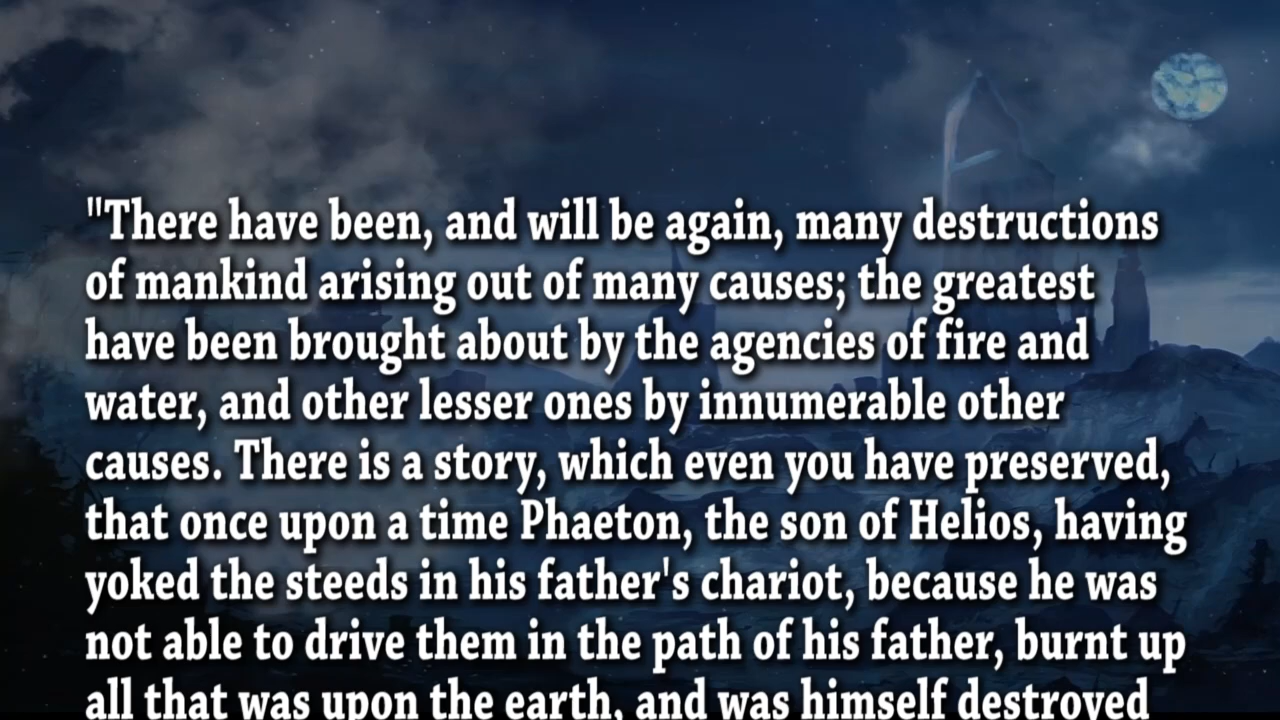 "There have been, and will be again, many destructions
of mankind arising out of many causes; the greatest
have been brought about by the agencies of fire and
water, and other lesser ones by innumerable other
causes. There is a story, which even you have preserved,
that once upon a time Phaeton, the son of Helios, having
yoked the steeds in his father's chariot, because he was
not able to drive them in the path of his father, burnt up
all that was upon the earth, and was himself destroyed